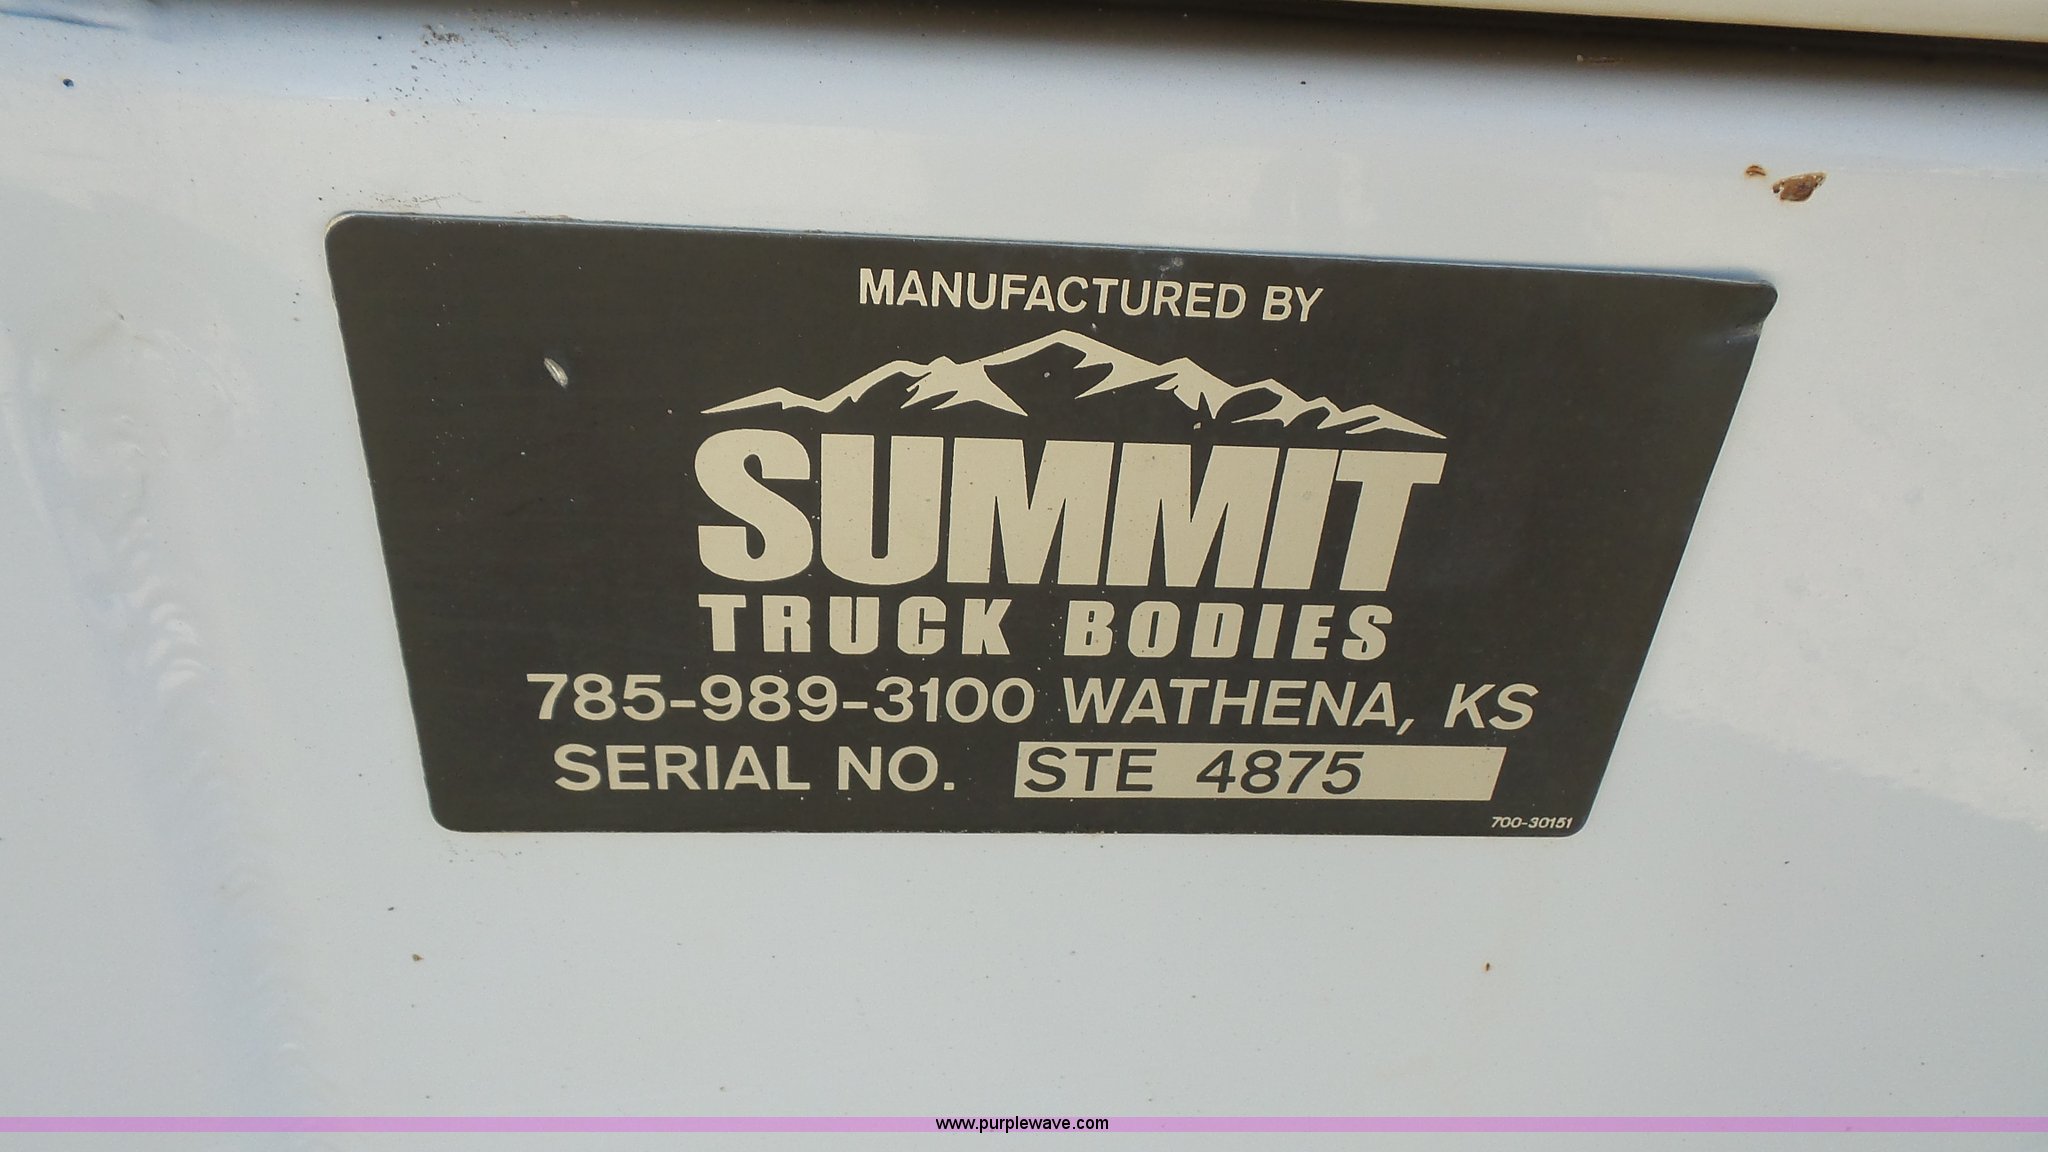 MANUFACTURED BY
SUMMIT
TRUCK BODIES
785-989-3100 WATHENA, KS
SERIAL NO. STE 4875
700-30151
www.purplewave.com